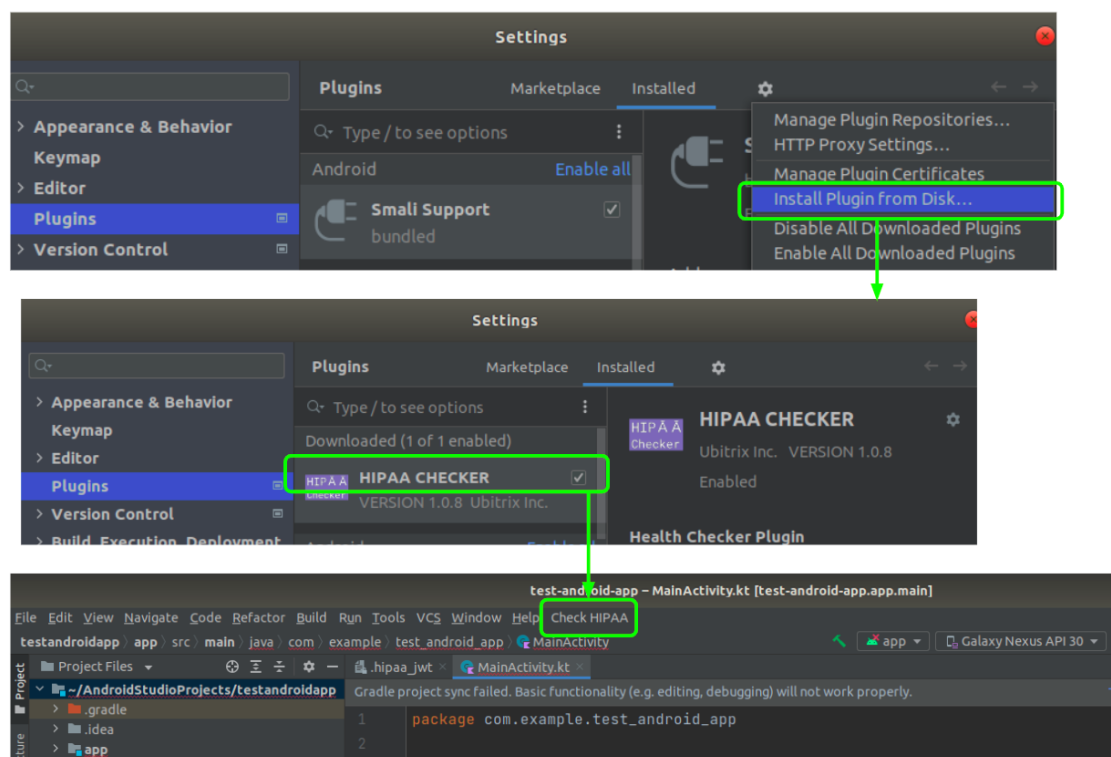 Settings
Plugins Marketplace Installed
Appearance & Behavior
Keymap
Editor
Plugins
Version Control
Type / to see options
Android Enable all
Smali Support
bundled
Manage Plugin Repositories...
HTTP Proxy Settings...
Manage Plugin Certificates
Install Plugin from Disk...
Disable All Downloaded Plugins
Enable All Downloaded Plugins
Settings
Plugins Marketplace Installed
Appearance & Behavior
Keymap
Editor
Plugins
Version Control
Build, Execution, Deployment
Type / to see options
Downloaded (1 of 1 enabled)
HIPAA
Checker
HIPAA CHECKER
VERSION 1.0.8 Ubitrix Inc.
Android
HIPAA
Checker
HIPAA CHECKER
Ubitrix Inc. VERSION 1.0.8
Enabled
Health Checker Plugin
test-android-app – MainActivity.kt [test-android-app.app.main]
File Edit View Navigate Code Refactor Build Run Tools VCS Window Help Check HIPAA
testandroidapp app src main java com example test_android_app MainActivity
app Galaxy Nexus API 30
Project
Project Files
.hipaa_jwt MainActivity.kt
~/AndroidStudioProjects/testandroidapp
.gradle
.idea
app
Gradle project sync failed. Basic functionality (e.g. editing, debugging) will not work properly.
1 package com.example.test_android_app
2